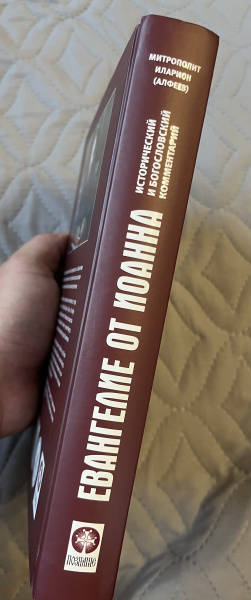 МИТРОПОЛИТ
ИЛАРИОН
(АЛФЕЕВ)
ЕВАНГЕЛИЕ ОТ ИОАННА
ИСТОРИЧЕСКИЙ
И БОГОСЛОВСКИЙ
КОММЕНТАРИЙ